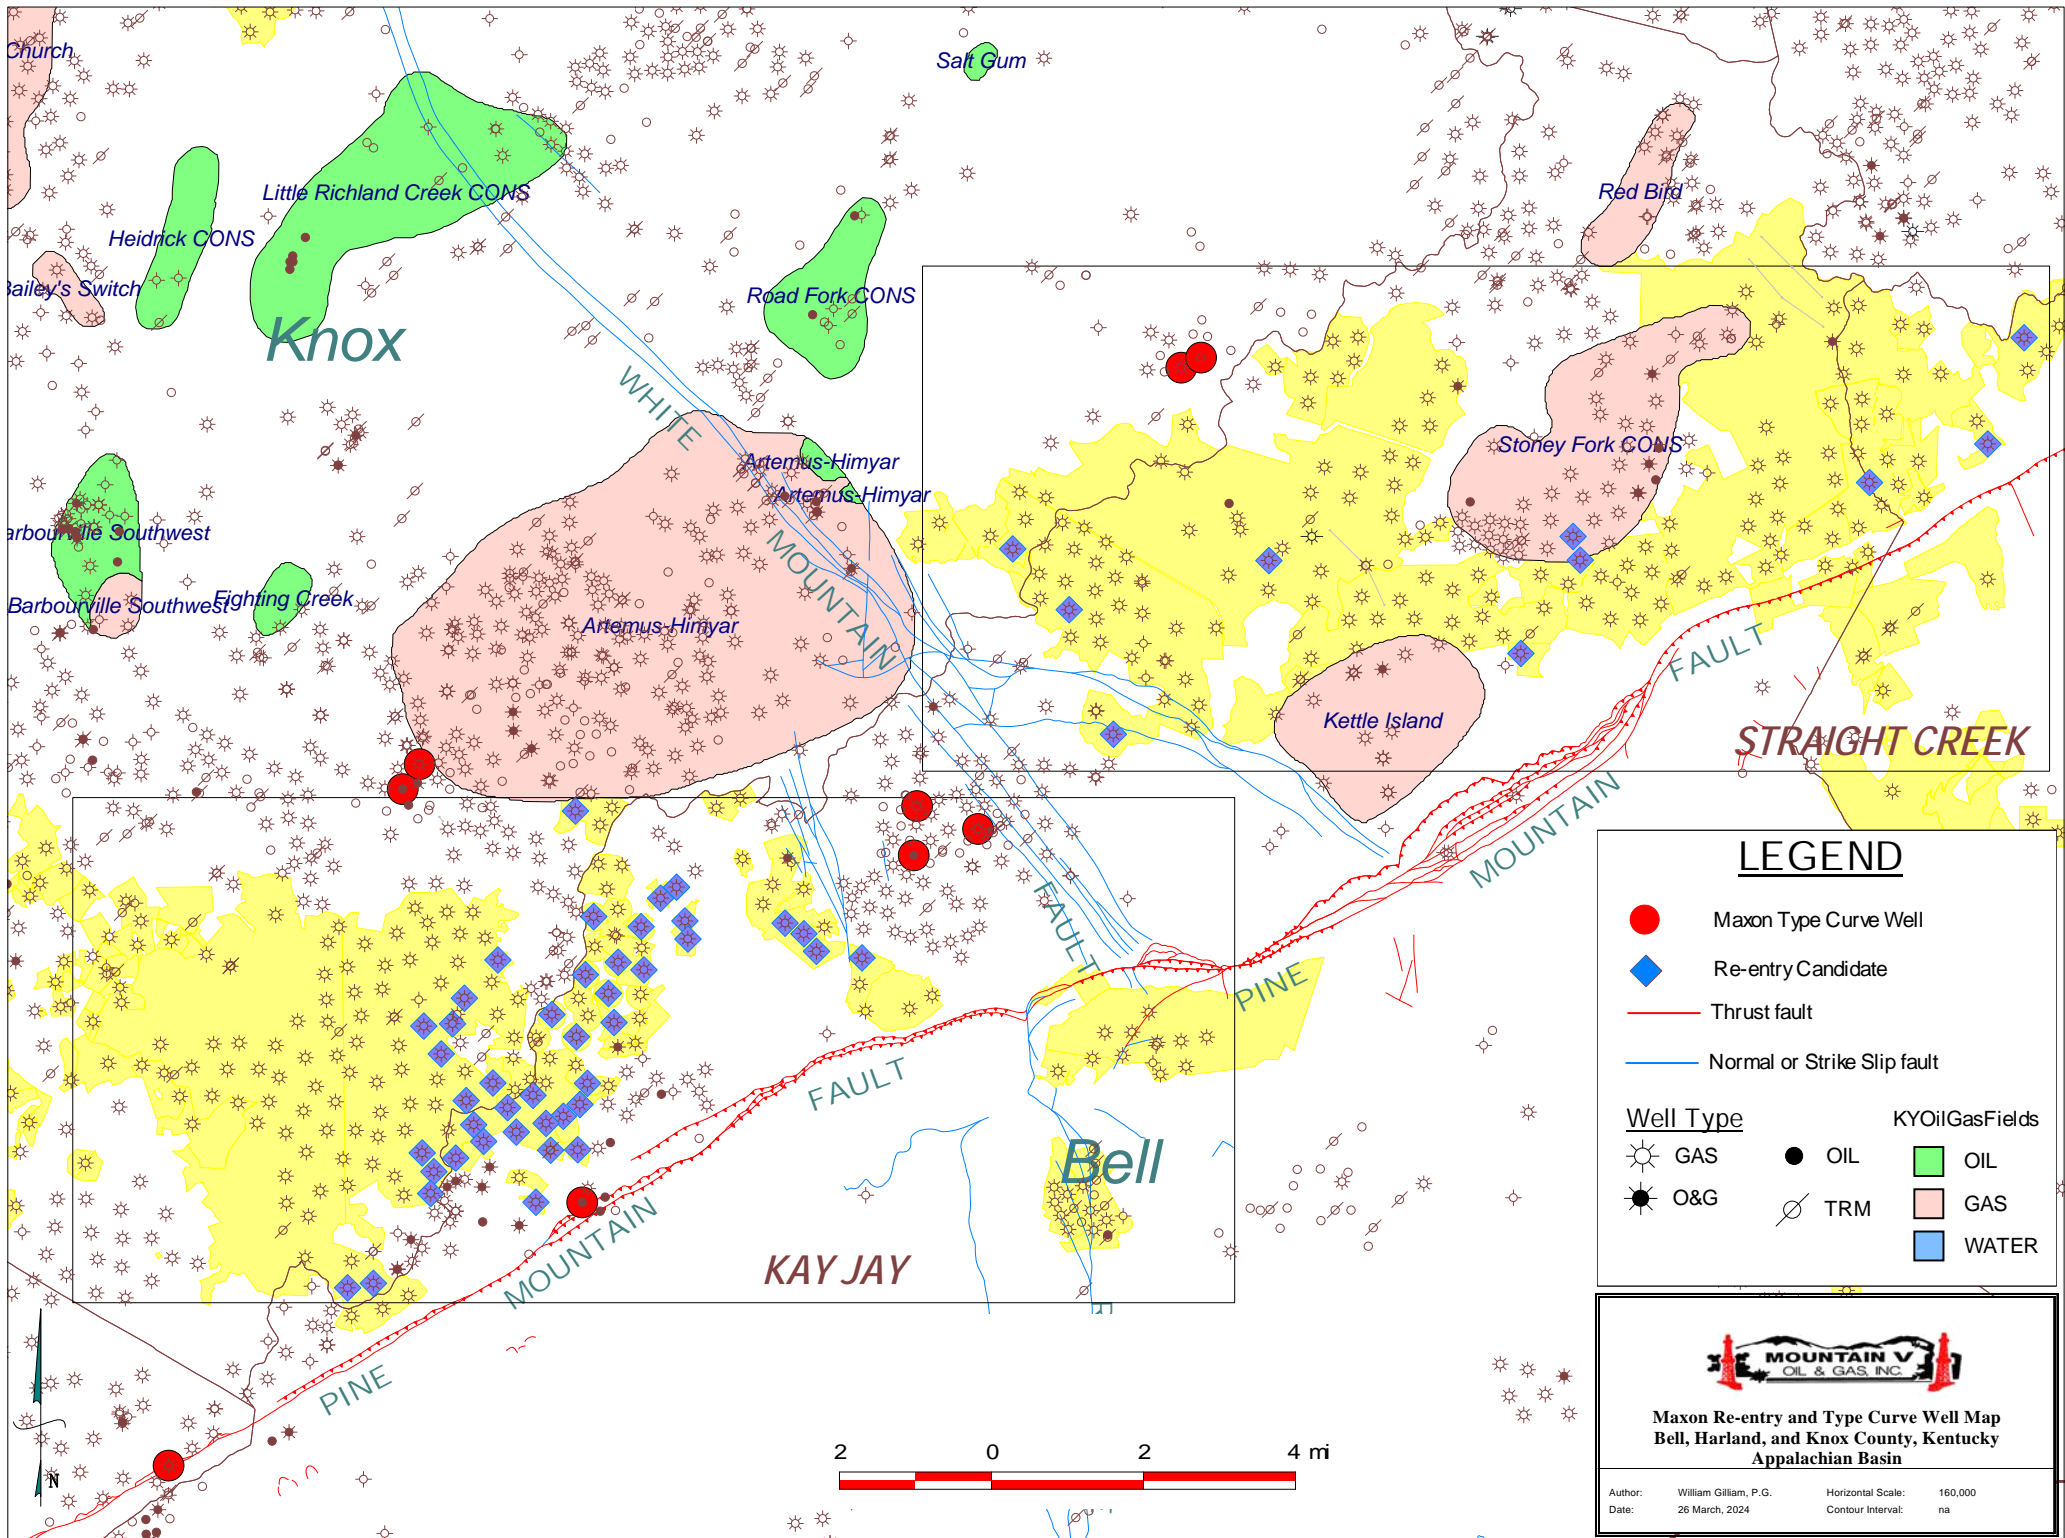 Church
Salt Gum
Little Richland Creek CONS
Red Bird
Heidrick CONS
Bailey's Switch
Road Fork CONS
Knox
WHITE
Stoney Fork CONS
Artemus-Himyar
Artemus-Himyar
arbourville Southwest
MOUNTAIN
Barbourville Southwest
Fighting Creek
Artemus-Himyar
FAULT
Kettle Island
STRAIGHT CREEK
MOUNTAIN
FAULT
PINE
FAULT
Bell
MOUNTAIN
KAY JAY
PINE
N
2 0 2 4 mi
LEGEND
Maxon Type Curve Well
Re-entry Candidate
Thrust fault
Normal or Strike Slip fault
Well Type KYOilGasFields
GAS OIL OIL
O&G TRM GAS
WATER
MOUNTAIN V
OIL & GAS, INC.
Maxon Re-entry and Type Curve Well Map
Bell, Harland, and Knox County, Kentucky
Appalachian Basin
Author: William Gilliam, P.G. Horizontal Scale: 160,000
Date: 26 March, 2024 Contour Interval: na